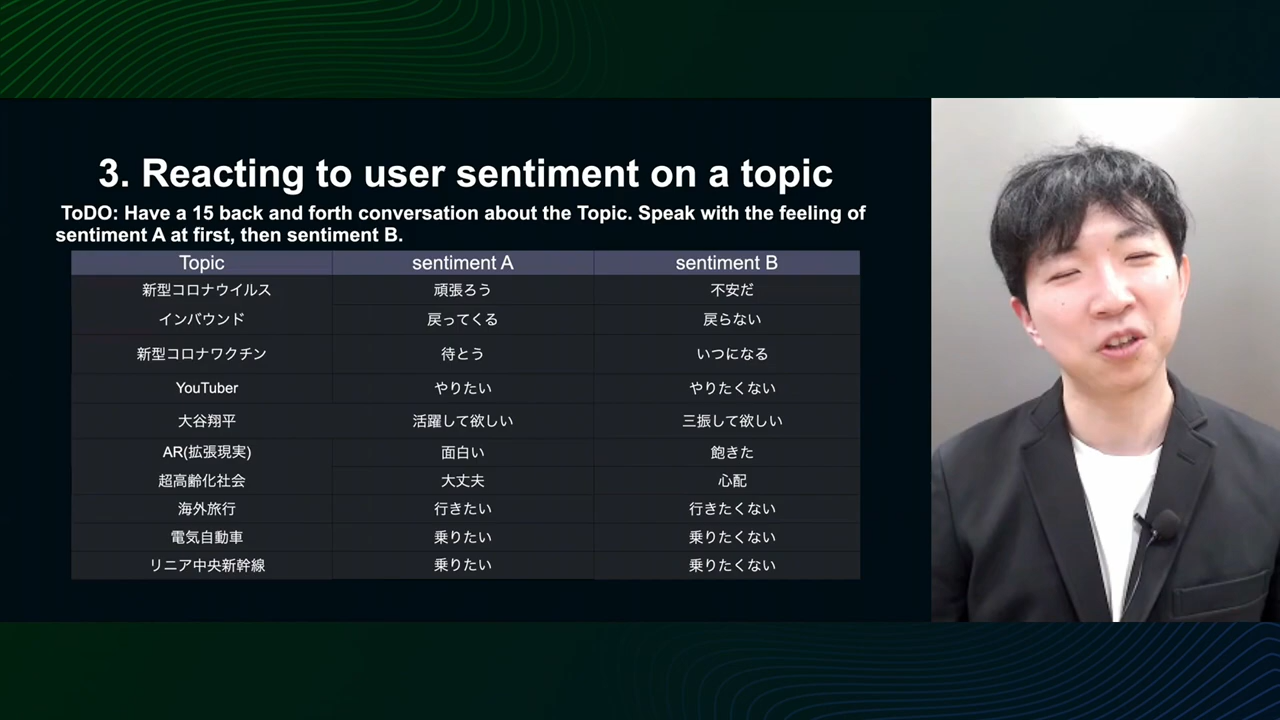 3. Reacting to user sentiment on a topic
ToDO: Have a 15 back and forth conversation about the Topic. Speak with the feeling of
sentiment A at first, then sentiment B.
Topic sentiment A sentiment B
新型コロナウイルス 頑張ろう 不安だ
インバウンド 戻ってくる 戻らない
新型コロナワクチン 待とう いつになる
YouTuber やりたい やりたくない
大谷翔平 活躍して欲しい 三振して欲しい
AR(拡張現実) 面白い 飽きた
超高齢化社会 大丈夫 心配
海外旅行 行きたい 行きたくない
電気自動車 乗りたい 乗りたくない
リニア中央新幹線 乗りたい 乗りたくない